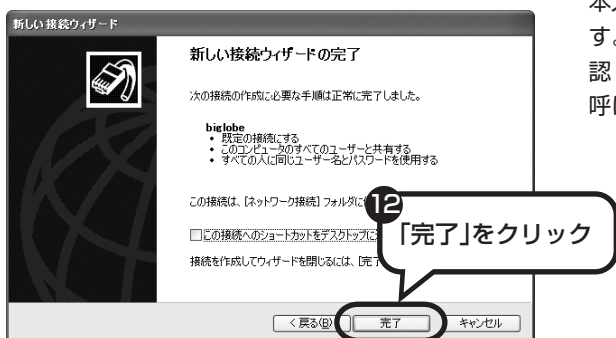 新しい接続ウィザード
新しい接続ウィザードの完了
次の接続の作成に必要な手順は正常に完了しました。
biglobe
• 既定の接続にする
• このコンピュータのすべてのユーザーと共有する
• すべての人に同じユーザー名とパスワードを使用する
この接続は、[ネットワーク接続] フォルダに
⓬
「完了」をクリック
□この接続へのショートカットをデスクトップに
接続を作成してウィザードを閉じるには、[完了
< 戻る(B)
完了
キャンセル
す。
認
呼